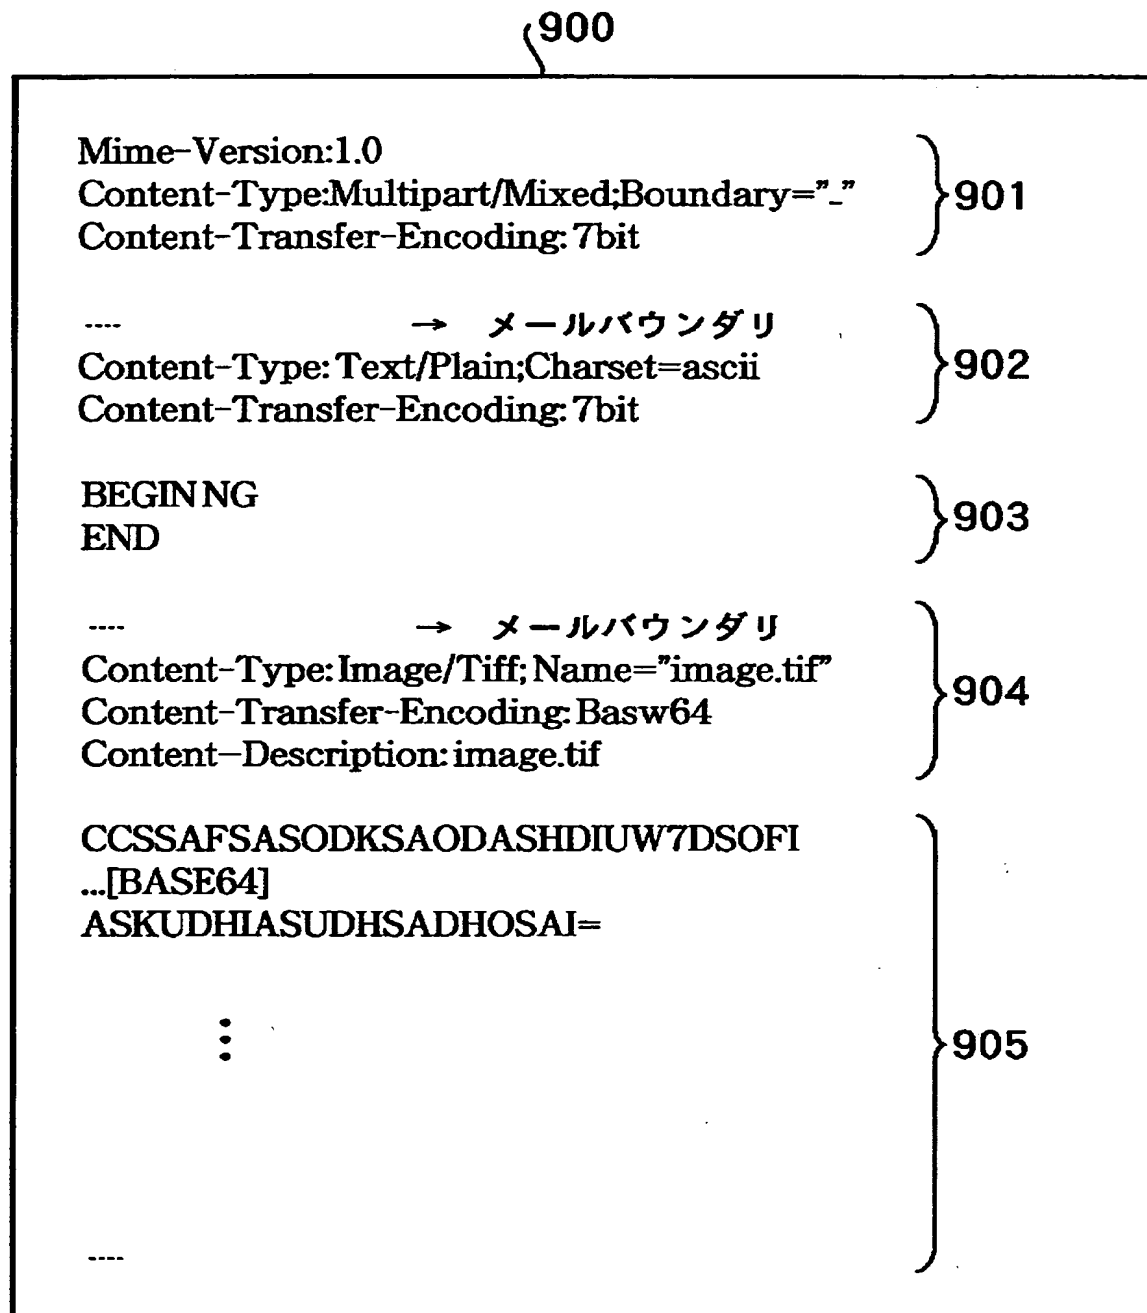 900
Mime-Version:1.0
Content-Type:Multipart/Mixed;Boundary="-"
Content-Transfer-Encoding:7bit
901
---- → メールバウンダリ
Content-Type:Text/Plain;Charset=ascii
Content-Transfer-Encoding:7bit
902
BEGINNG
END
903
---- → メールバウンダリ
Content-Type:Image/Tiff;Name="image.tif"
Content-Transfer-Encoding:Basw64
Content-Description:image.tif
904
CCSSAFSASODKSAODASHDIUW7DSOFI
...[BASE64]
ASKUDHIASUDHSADHOSAI=
905
----